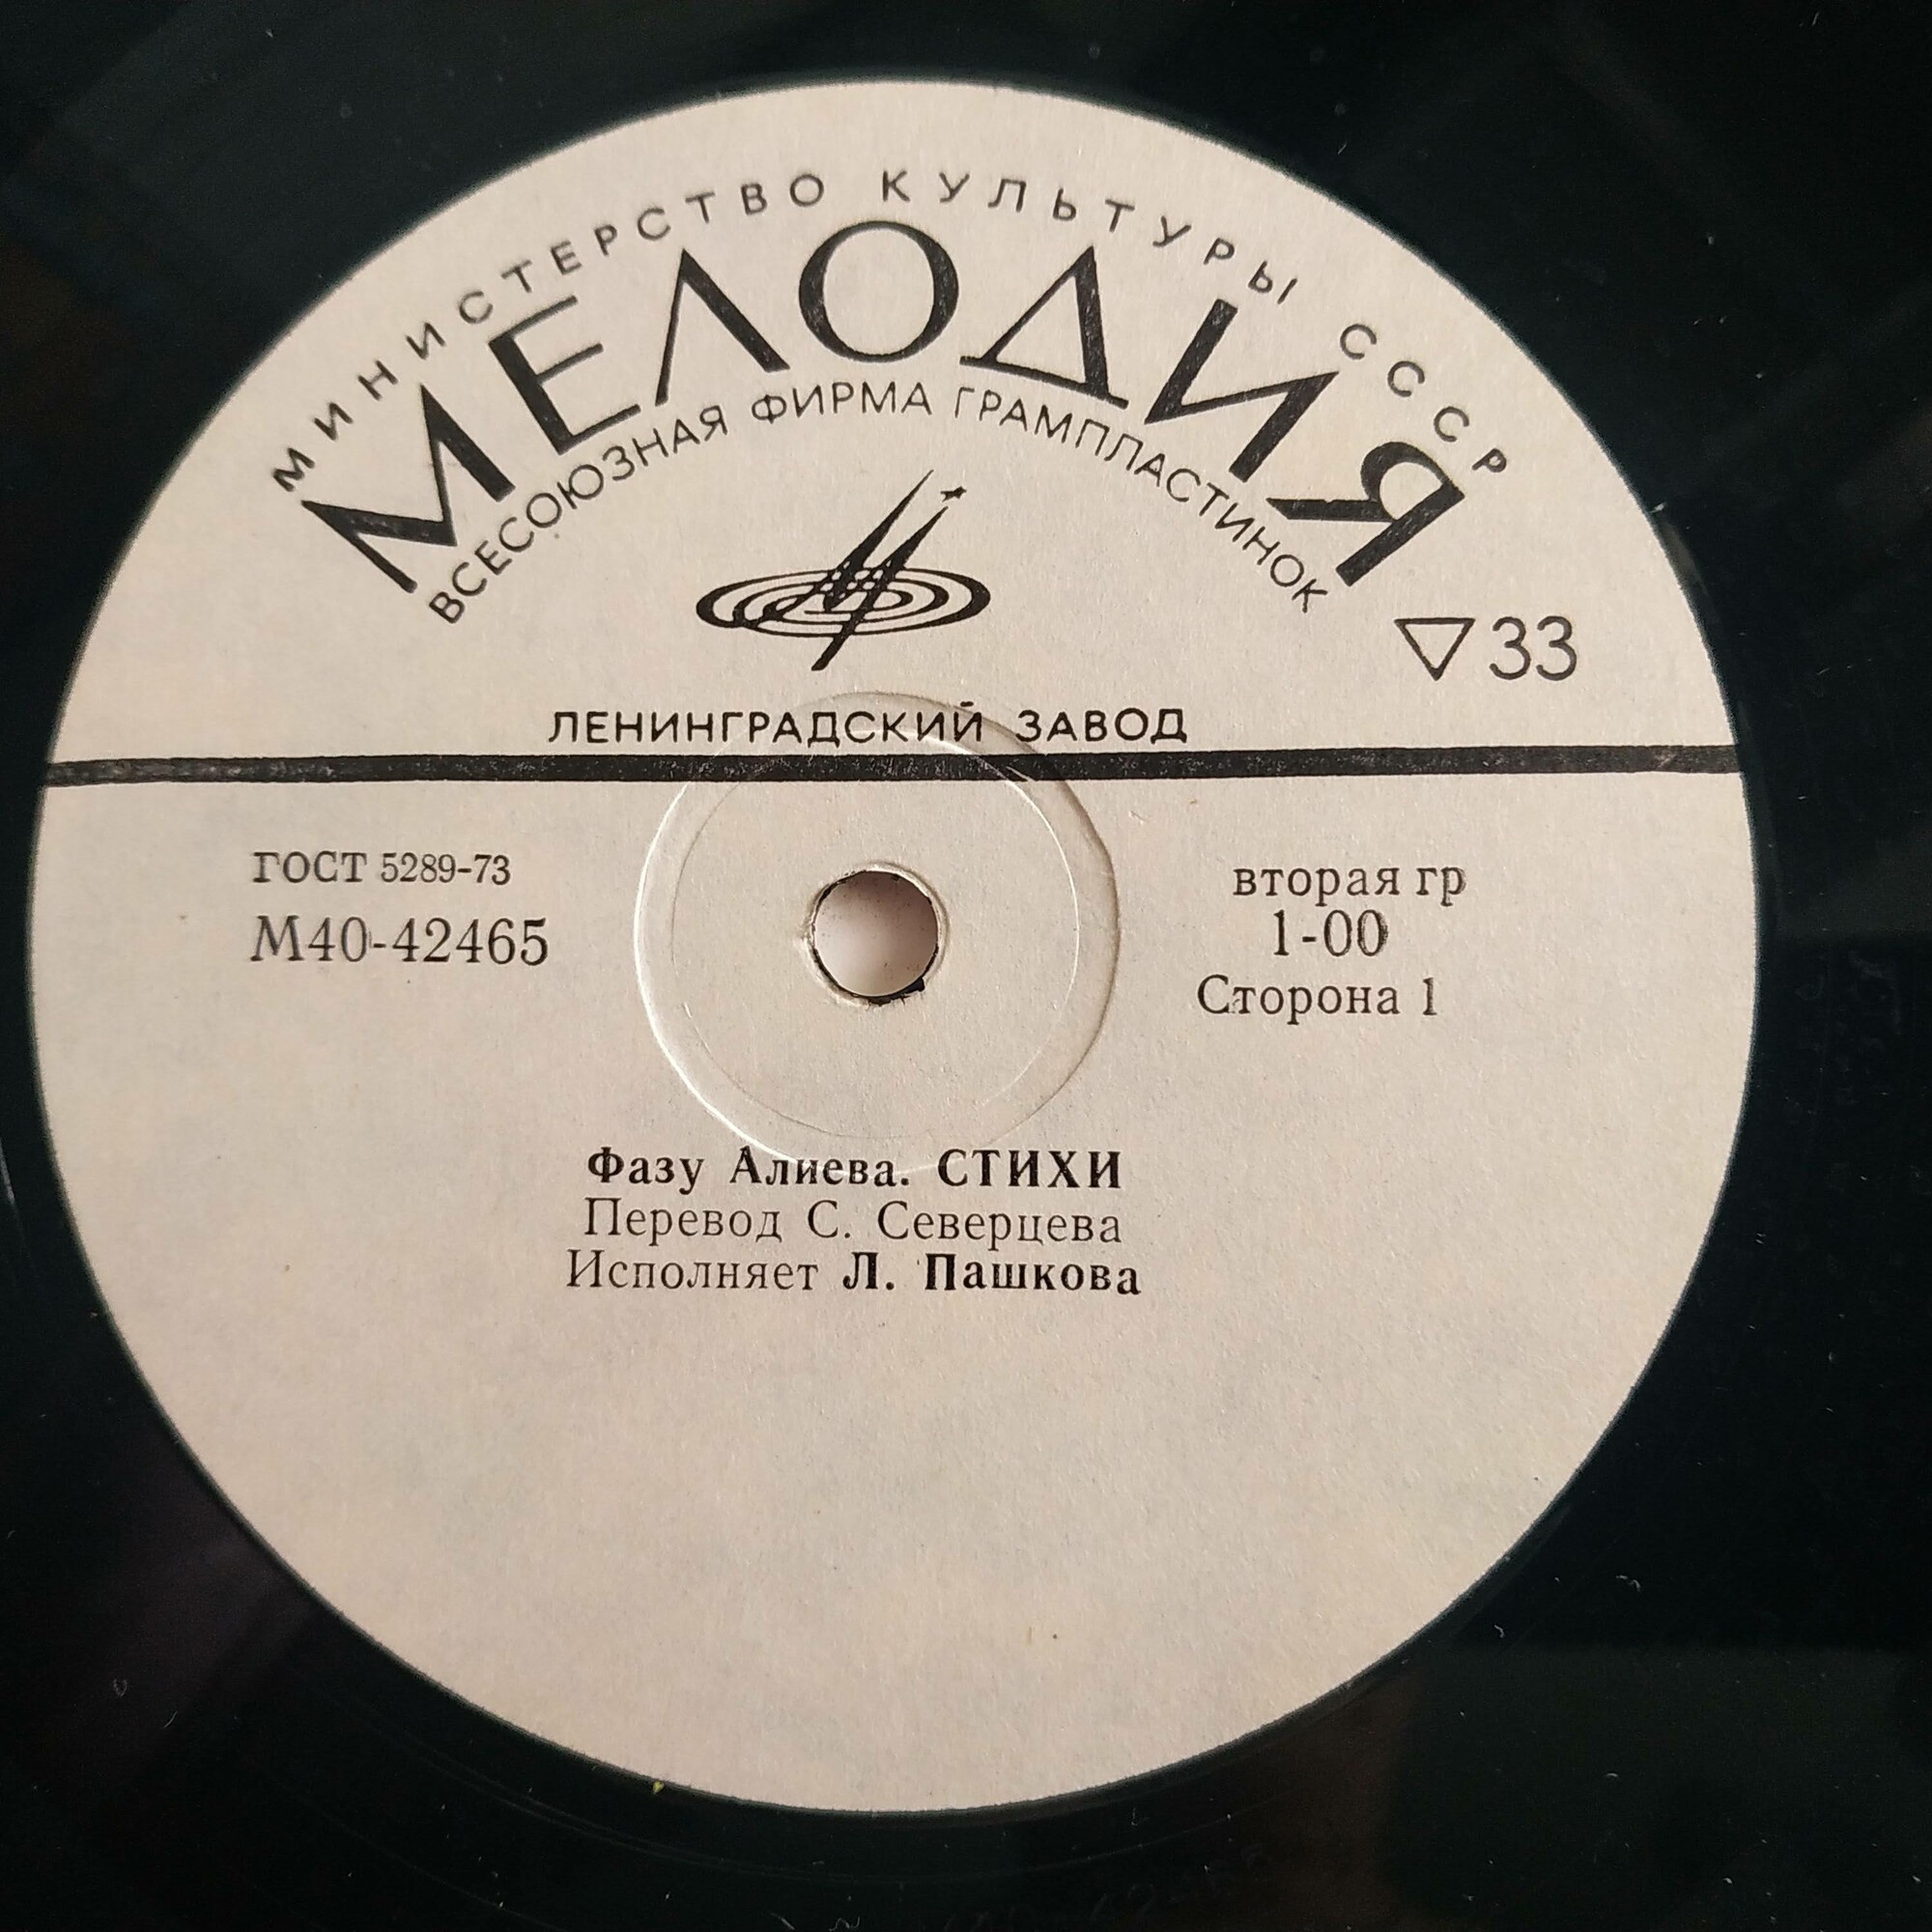 МИНИСТЕРСТВО КУЛЬТУРЫ СССР
МЕЛОДИЯ
ВСЕСОЮЗНАЯ ФИРМА ГРАМПЛАСТИНОК
33
ЛЕНИНГРАДСКИЙ ЗАВОД
ГОСТ 5289-73
М40-42465
вторая гр
1-00
Сторона 1
Фазу Алиева. СТИХИ
Перевод С. Северцева
Исполняет Л. Пашкова